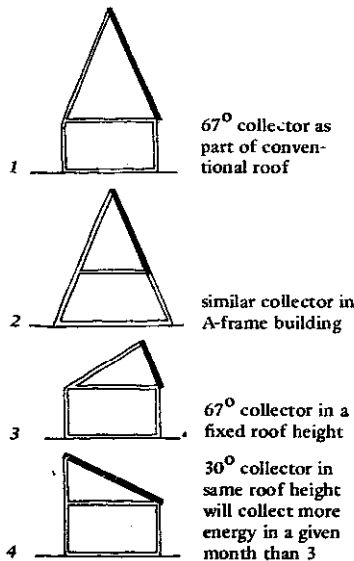 1
67° collector as
part of conven-
tional roof
2
similar collector in
A-frame building
3
67° collector in a
fixed roof height
4
30° collector in
same roof height
will collect more
energy in a given
month than 3